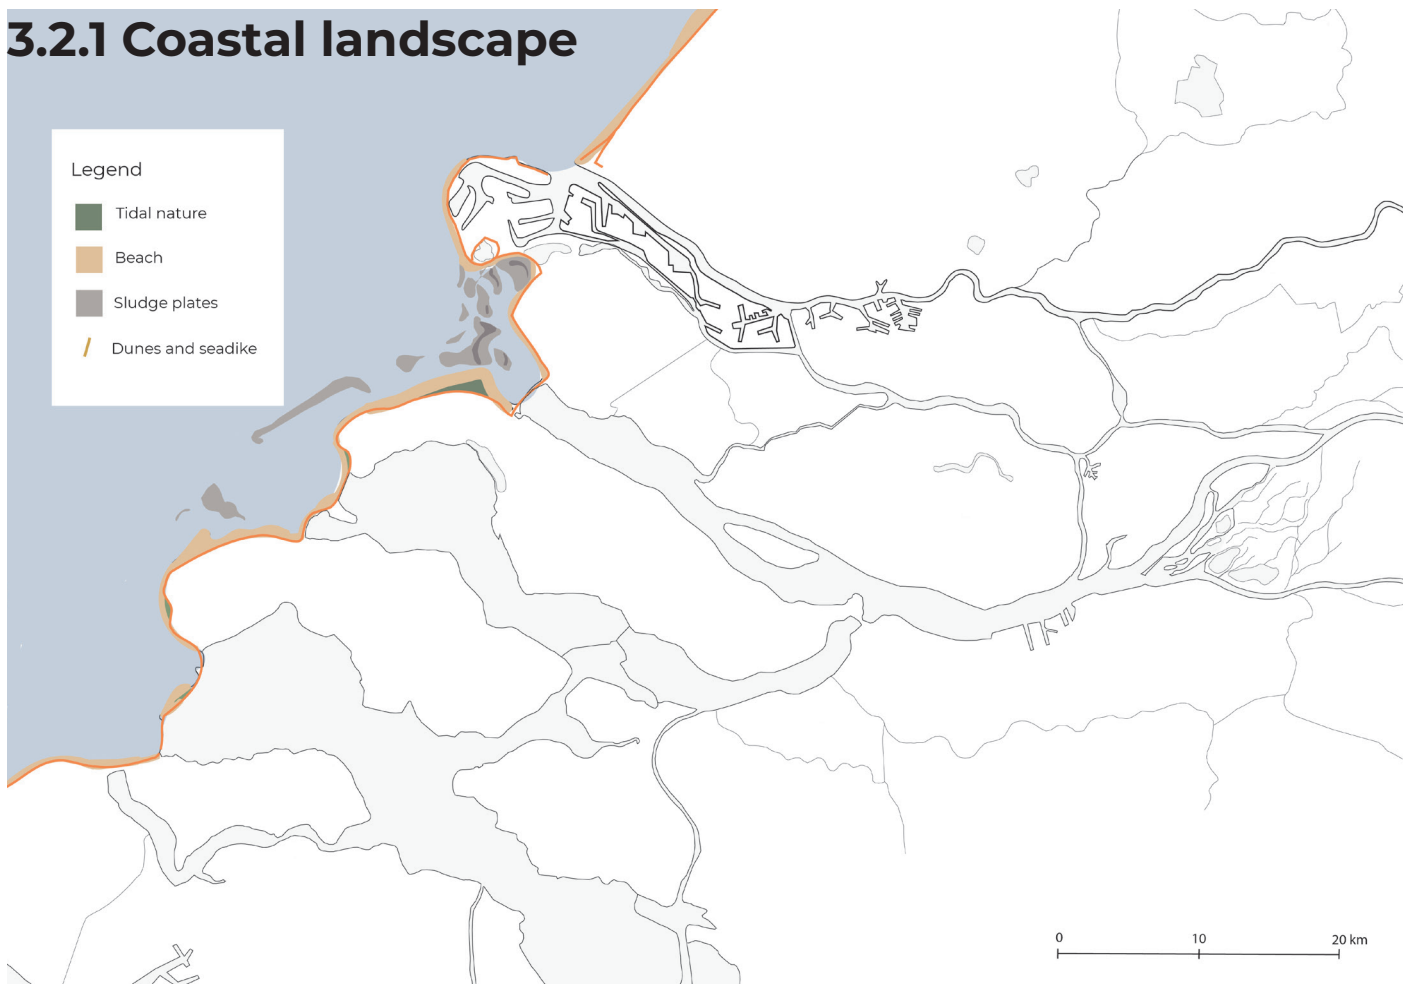 3.2.1 Coastal landscape
Legend
Tidal nature
Beach
Sludge plates
Dunes and seadike
0 10 20 km